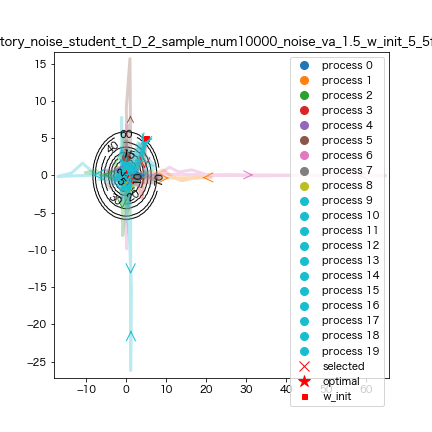 tory_noise_student_t_D_2_sample_num10000_noise_va_1.5_w_init_5_5
15
10
5
0
−5
−10
−15
−20
−25
−10
0
10
20
30
40
60
process 0
process 1
process 2
process 3
process 4
process 5
process 6
process 7
process 8
process 9
process 10
process 11
process 12
process 13
process 14
process 15
process 16
process 17
process 18
process 19
selected
optimal
w_init
60
70